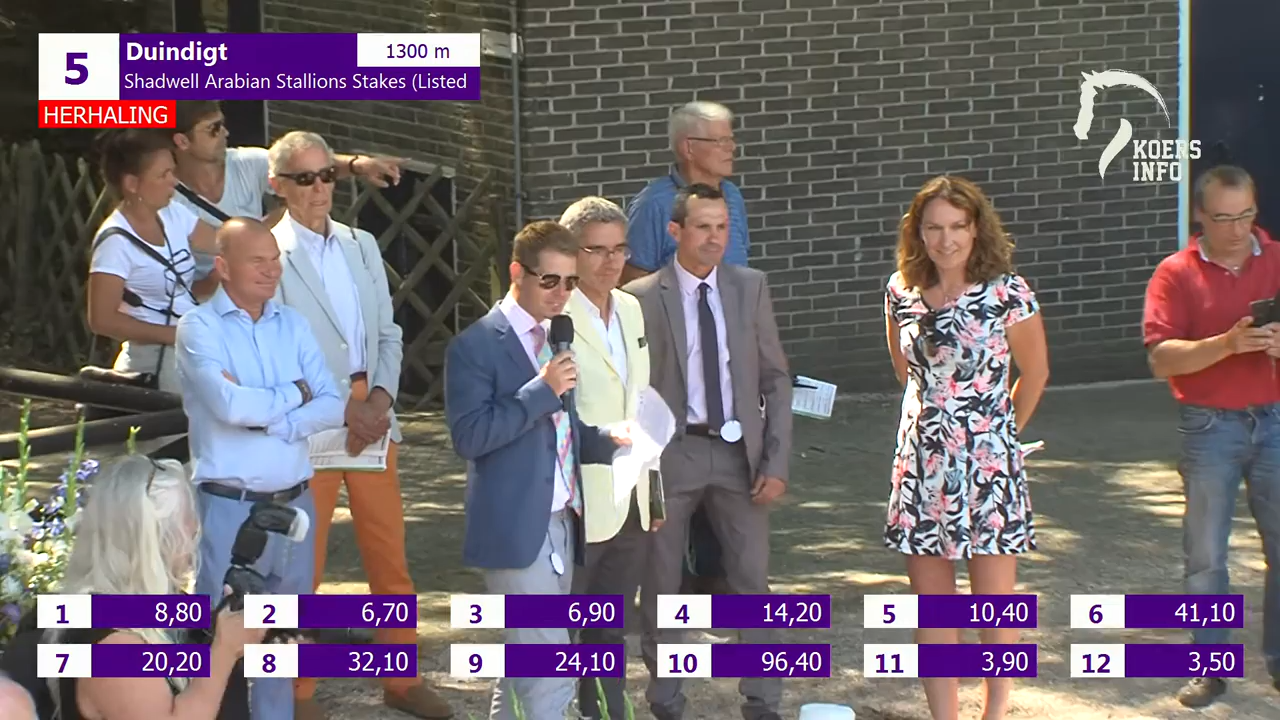 5 Duindigt 1300 m
Shadwell Arabian Stallions Stakes (Listed
HERHALING
KOERS
INFO
1 8,80 2 6,70 3 6,90 4 14,20 5 10,40 6 41,10
7 20,20 8 32,10 9 24,10 10 96,40 11 3,90 12 3,50